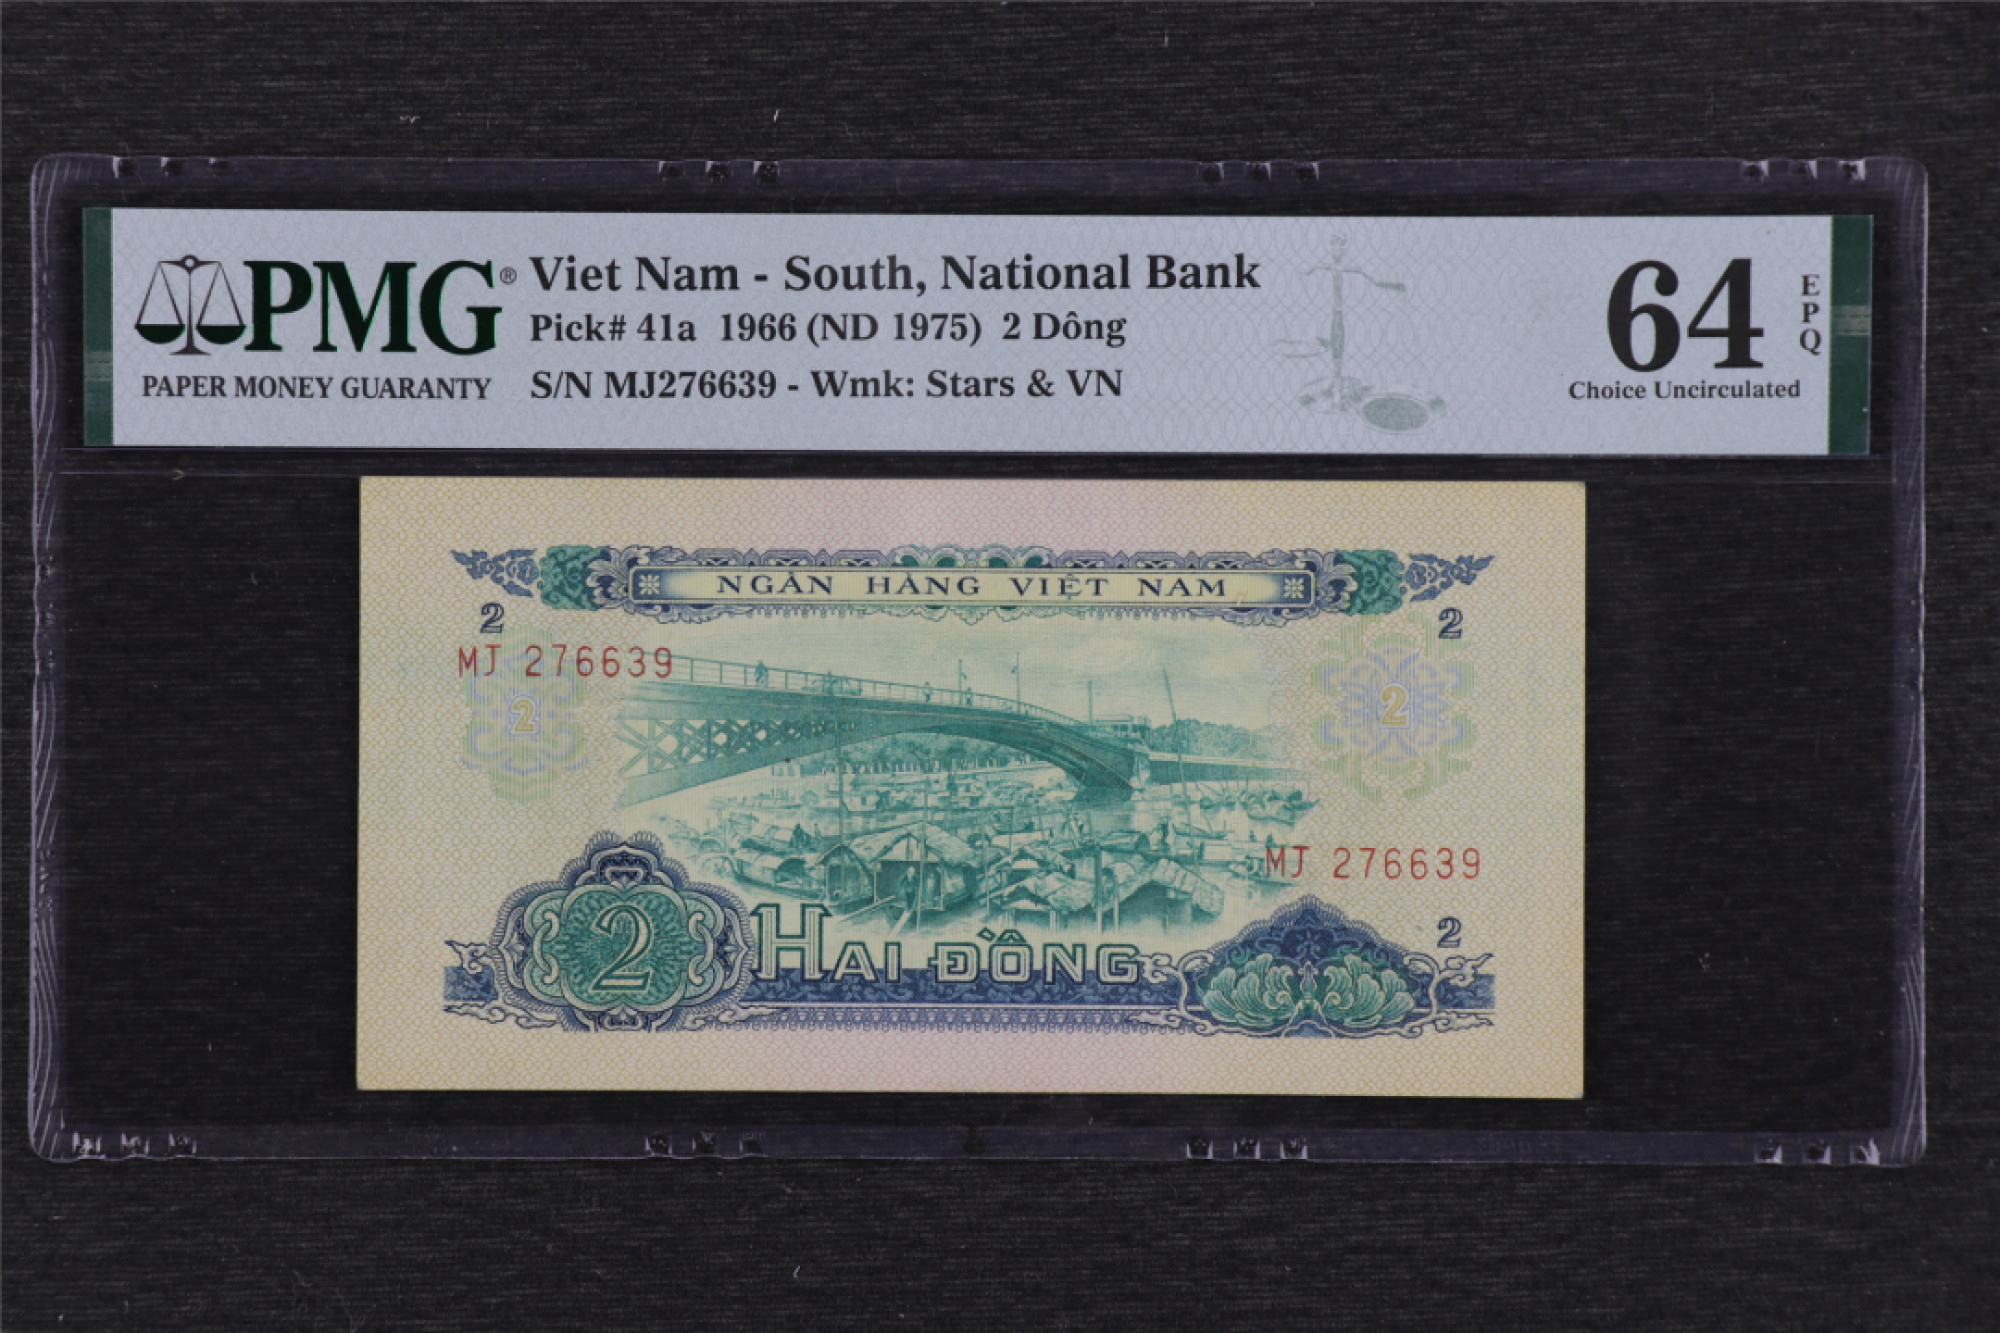 PMG®
PAPER MONEY GUARANTY
Viet Nam - South, National Bank
Pick# 41a 1966 (ND 1975) 2 Dông
S/N MJ276639 - Wmk: Stars & VN
64
EPQ
Choice Uncirculated
NGÂN HÀNG VIỆT NAM
2
2
MJ 276639
2
2
MJ 276639
2
2
HAI ĐỒNG